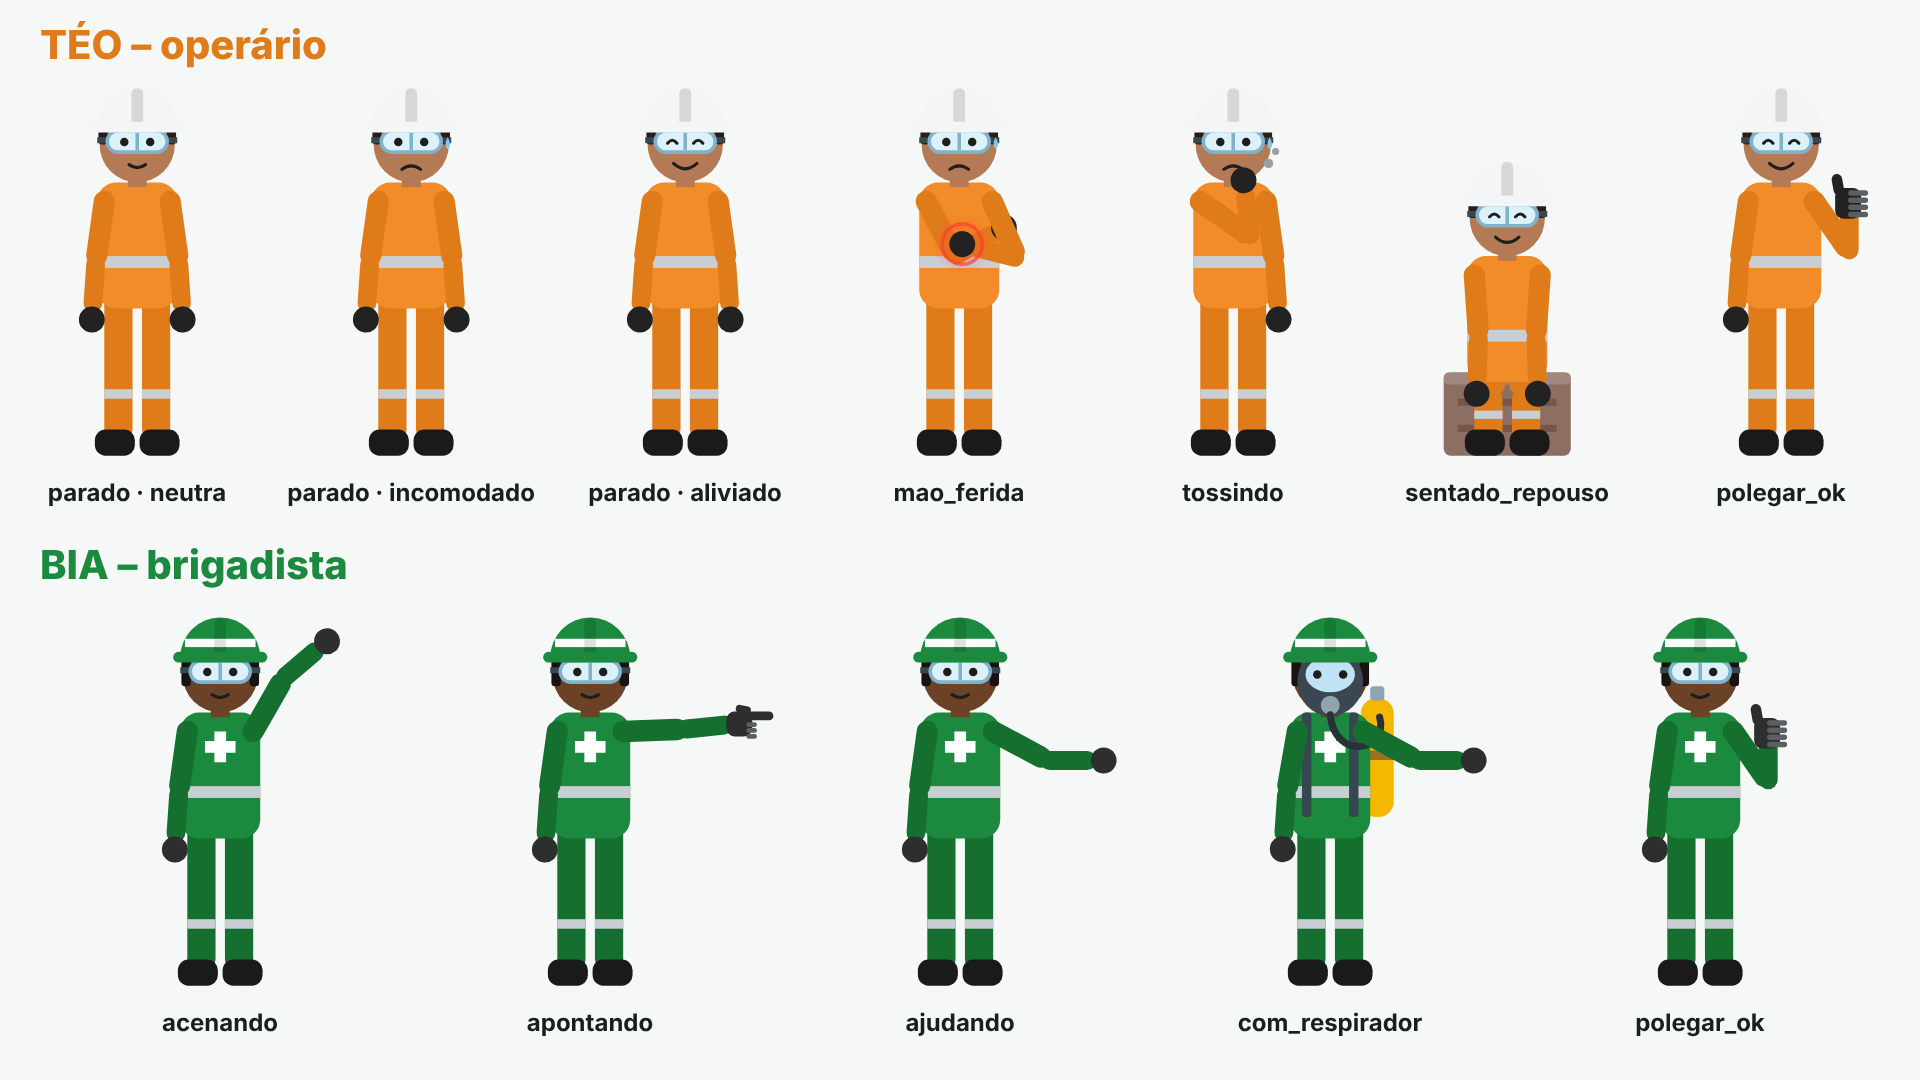 TÉO – operário
parado · neutra
parado · incomodado
parado · aliviado
mao_ferida
tossindo
sentado_repouso
polegar_ok
BIA – brigadista
acenando
apontando
ajudando
com_respirador
polegar_ok